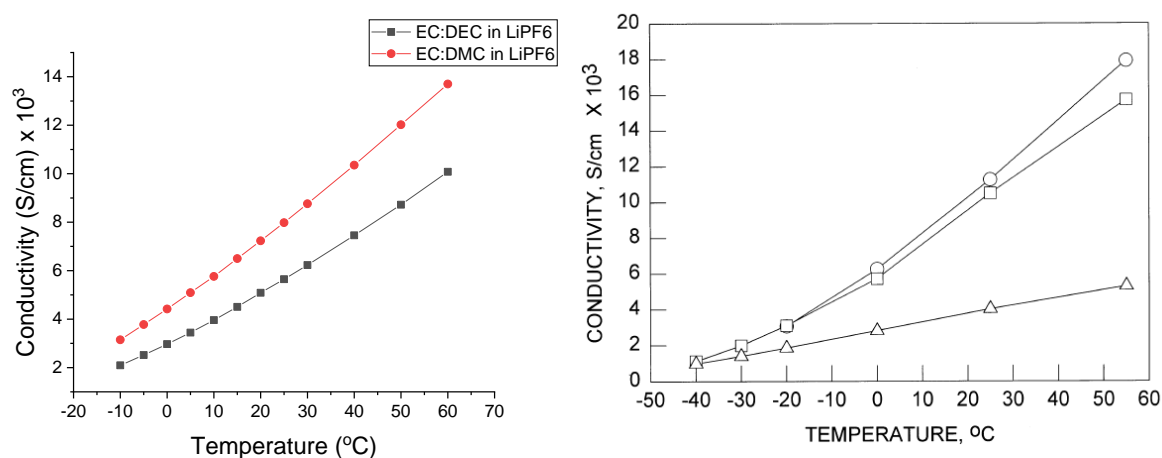 EC:DEC in LiPF6
EC:DMC in LiPF6
Conductivity (S/cm) x 10³
14
12
10
8
6
4
2
-20 -10 0 10 20 30 40 50 60 70
Temperature (°C)
CONDUCTIVITY, S/cm X 10³
20
18
16
14
12
10
8
6
4
2
0
-50 -40 -30 -20 -10 0 10 20 30 40 50 60
TEMPERATURE, °C